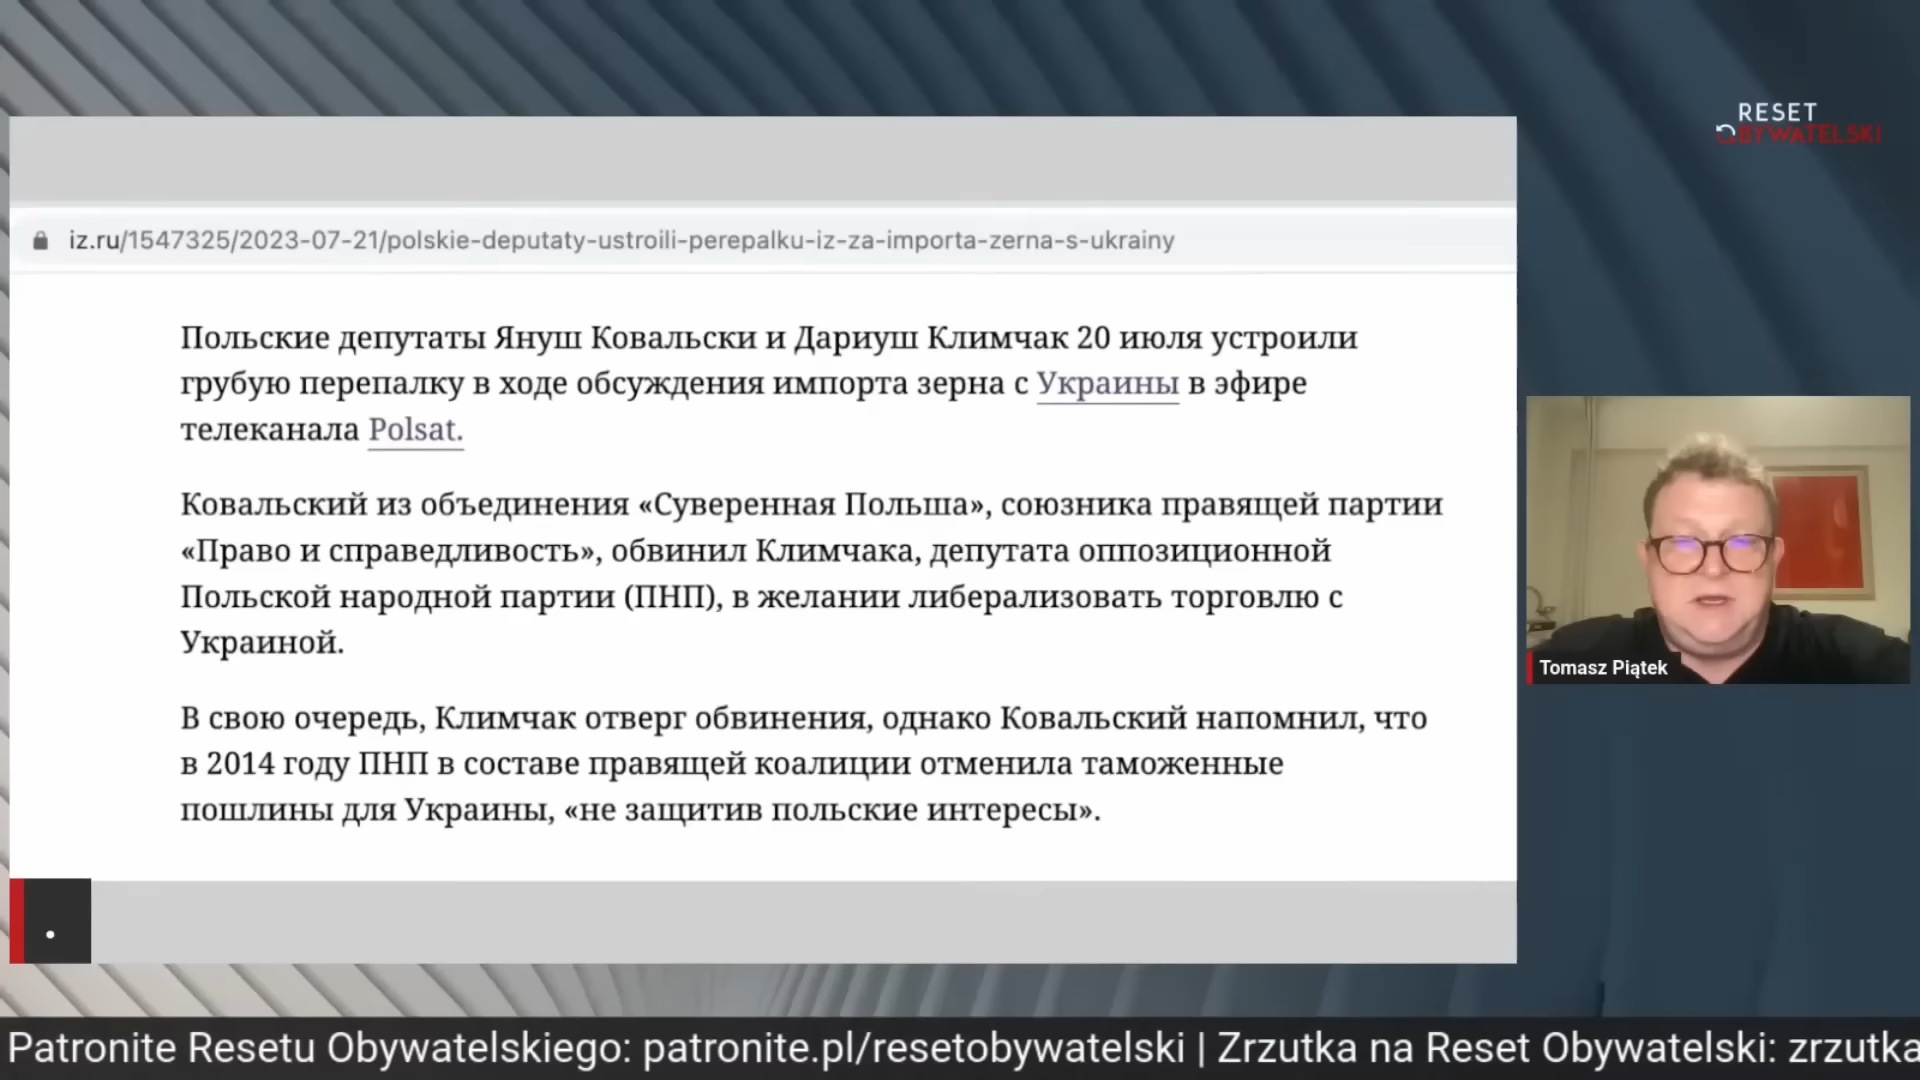 RESET
OBYWATELSKI
iz.ru/1547325/2023-07-21/polskie-deputaty-ustroili-perepalku-iz-za-importa-zerna-s-ukrainy
Польские депутаты Януш Ковальски и Дариуш Климчак 20 июля устроили
грубую перепалку в ходе обсуждения импорта зерна с Украины в эфире
телеканала Polsat.
Ковальский из объединения «Суверенная Польша», союзника правящей партии
«Право и справедливость», обвинил Климчака, депутата оппозиционной
Польской народной партии (ПНП), в желании либерализовать торговлю с
Украиной.
В свою очередь, Климчак отверг обвинения, однако Ковальский напомнил, что
в 2014 году ПНП в составе правящей коалиции отменила таможенные
пошлины для Украины, «не защитив польские интересы».
Tomasz Piątek
.
Patronite Resetu Obywatelskiego: patronite.pl/resetobywatelski | Zrzutka na Reset Obywatelski: zrzutka